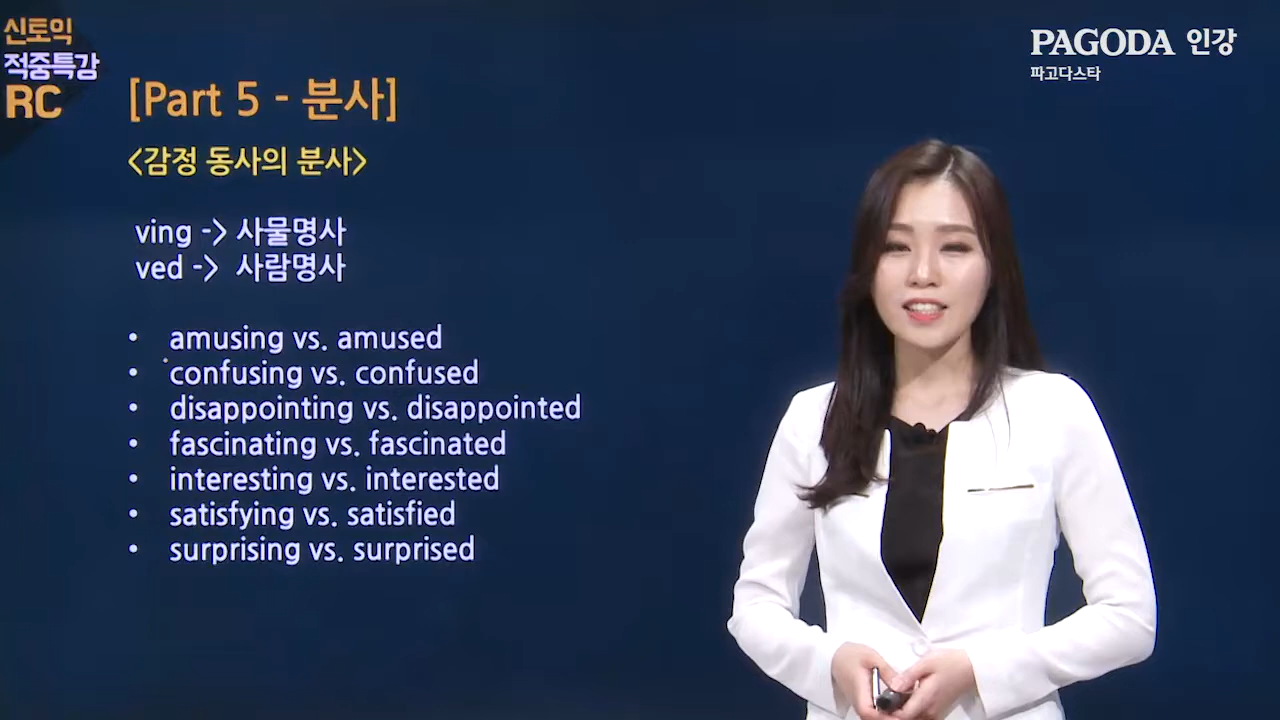 신토익
적중특강
RC
PAGODA 인강
파고다스타
[Part 5 - 분사]
<감정 동사의 분사>
ving -> 사물명사
ved -> 사람명사
• amusing vs. amused
• confusing vs. confused
• disappointing vs. disappointed
• fascinating vs. fascinated
• interesting vs. interested
• satisfying vs. satisfied
• surprising vs. surprised